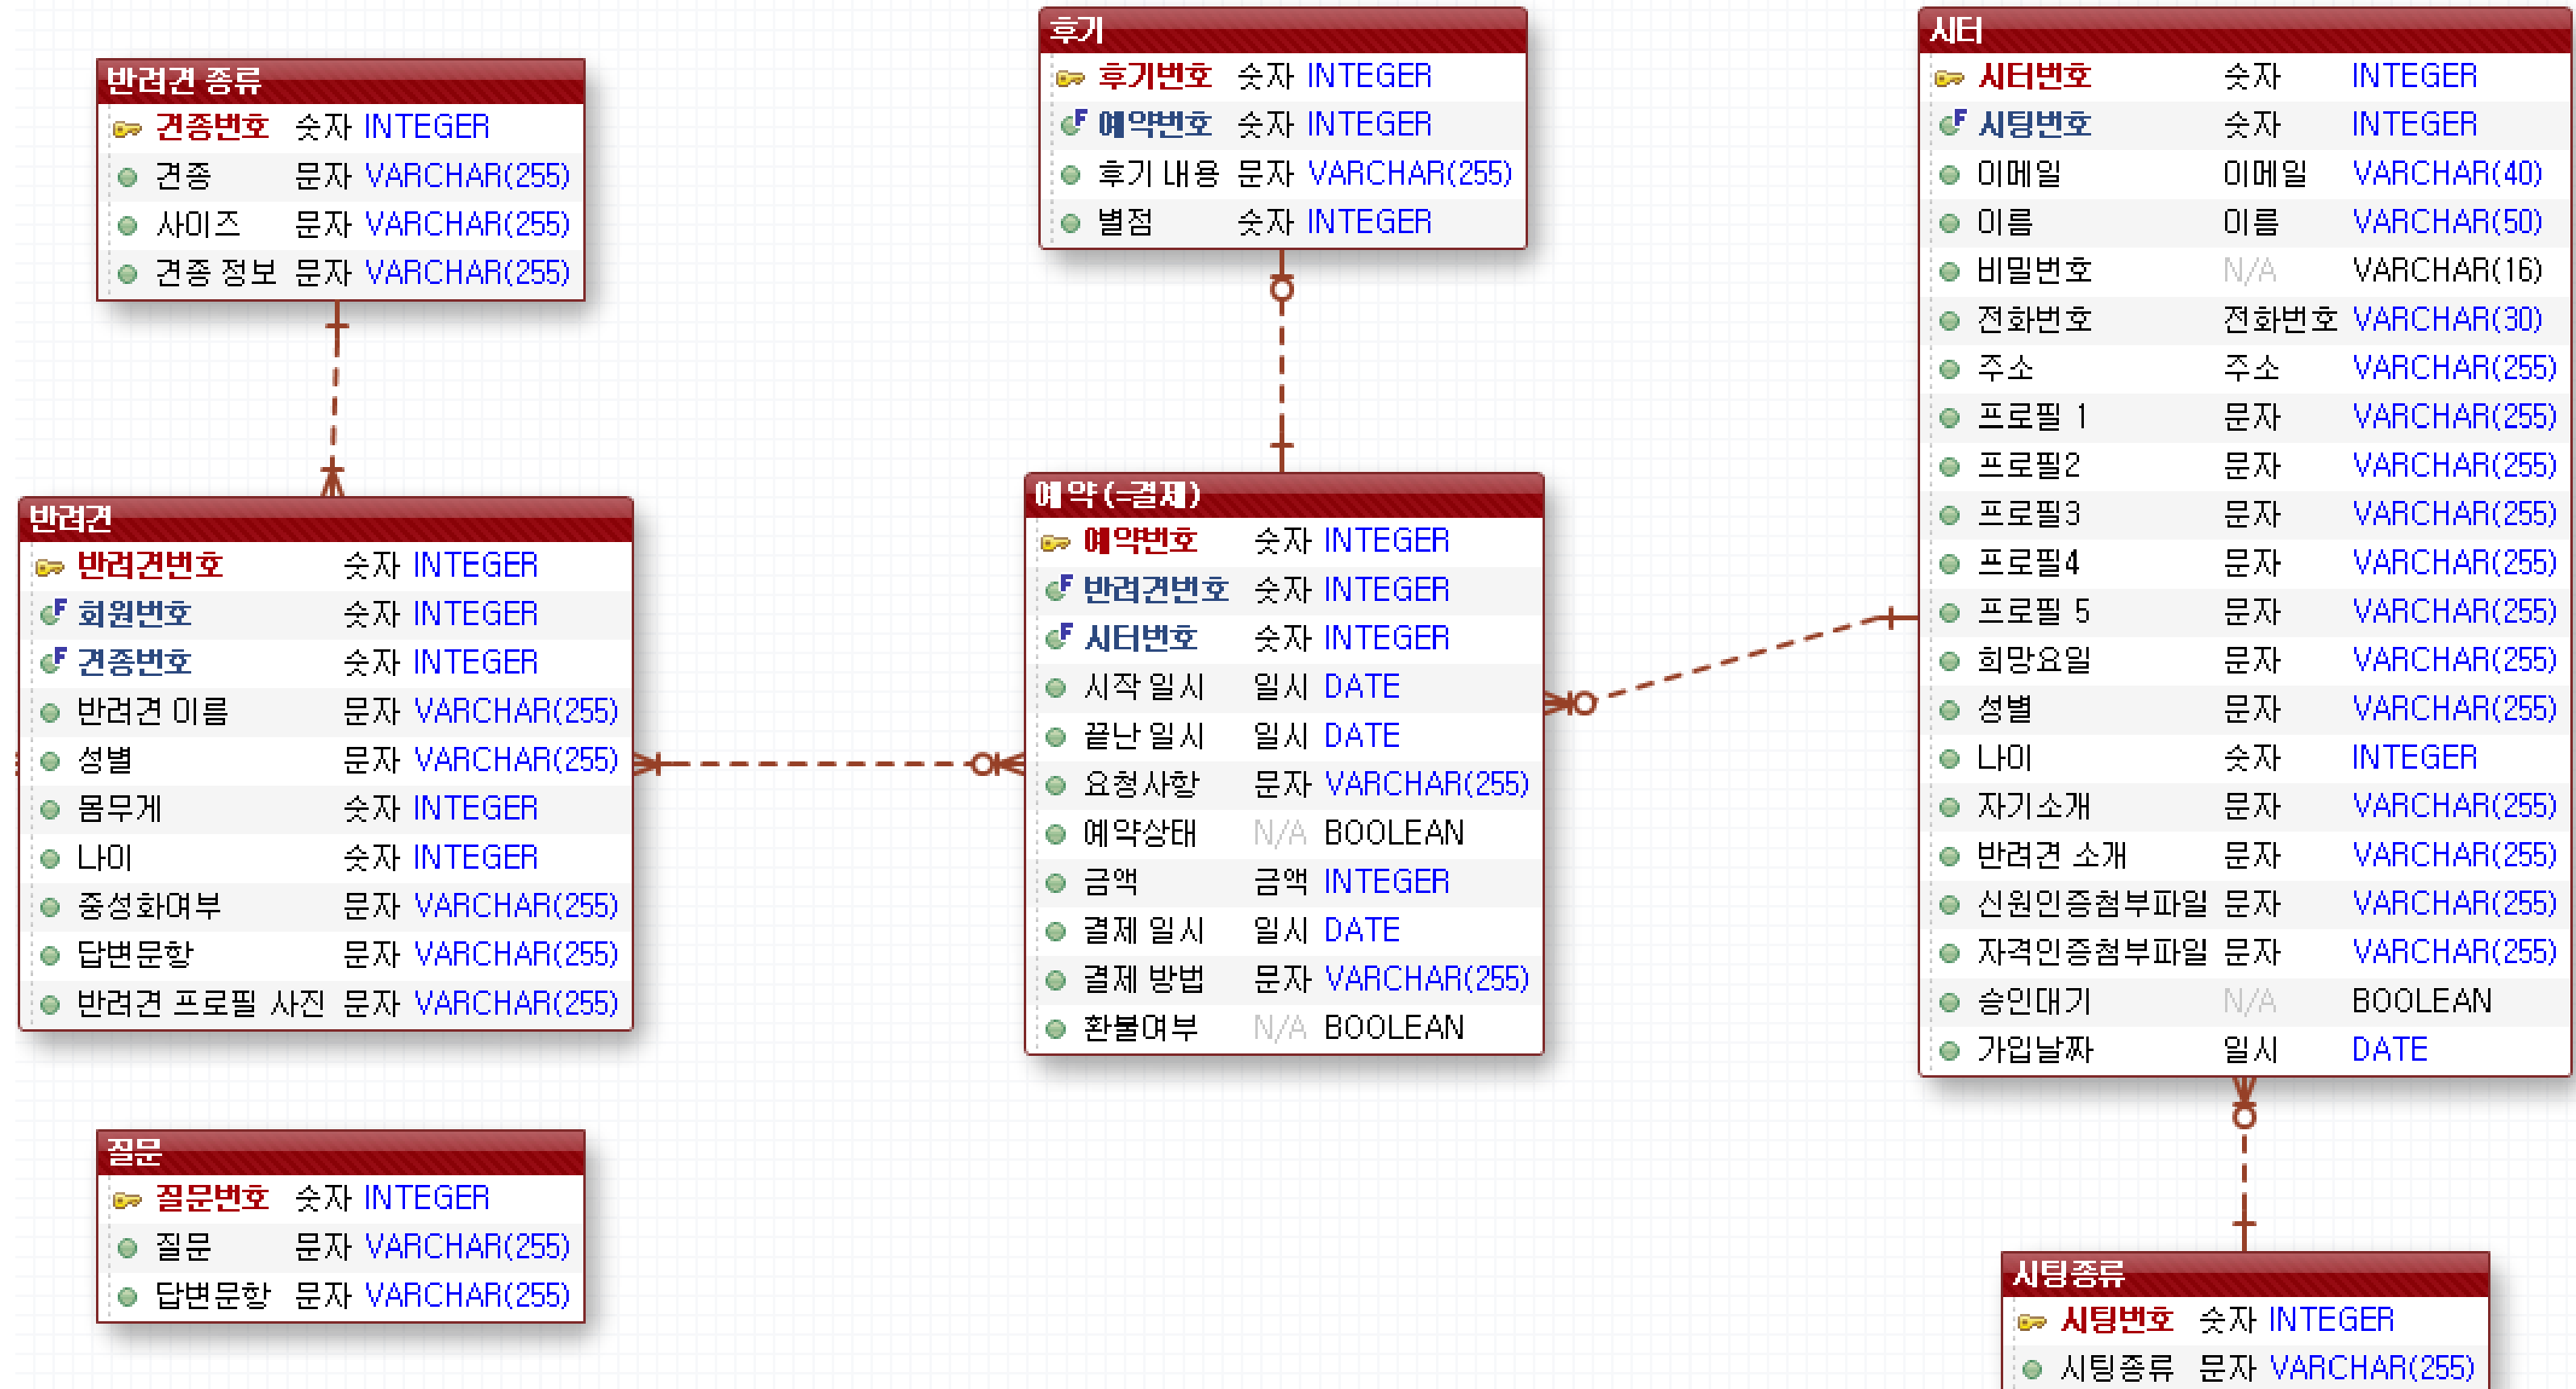 반려견 종류
견종번호 숫자 INTEGER
견종 문자 VARCHAR(255)
사이즈 문자 VARCHAR(255)
견종 정보 문자 VARCHAR(255)
후기
후기번호 숫자 INTEGER
예약번호 숫자 INTEGER
후기 내용 문자 VARCHAR(255)
별점 숫자 INTEGER
시터
시터번호 숫자 INTEGER
시팅번호 숫자 INTEGER
이메일 이메일 VARCHAR(40)
이름 이름 VARCHAR(50)
비밀번호 N/A VARCHAR(16)
전화번호 전화번호 VARCHAR(30)
주소 주소 VARCHAR(255)
프로필 1 문자 VARCHAR(255)
프로필2 문자 VARCHAR(255)
프로필3 문자 VARCHAR(255)
프로필4 문자 VARCHAR(255)
프로필 5 문자 VARCHAR(255)
희망요일 문자 VARCHAR(255)
성별 문자 VARCHAR(255)
나이 숫자 INTEGER
자기소개 문자 VARCHAR(255)
반려견 소개 문자 VARCHAR(255)
신원인증첨부파일 문자 VARCHAR(255)
자격인증첨부파일 문자 VARCHAR(255)
승인대기 N/A BOOLEAN
가입날짜 일시 DATE
반려견
반려견번호 숫자 INTEGER
회원번호 숫자 INTEGER
견종번호 숫자 INTEGER
반려견 이름 문자 VARCHAR(255)
성별 문자 VARCHAR(255)
몸무게 숫자 INTEGER
나이 숫자 INTEGER
중성화여부 문자 VARCHAR(255)
답변문항 문자 VARCHAR(255)
반려견 프로필 사진 문자 VARCHAR(255)
예약(=결제)
예약번호 숫자 INTEGER
반려견번호 숫자 INTEGER
시터번호 숫자 INTEGER
시작 일시 일시 DATE
끝난 일시 일시 DATE
요청사항 문자 VARCHAR(255)
예약상태 N/A BOOLEAN
금액 금액 INTEGER
결제 일시 일시 DATE
결제 방법 문자 VARCHAR(255)
환불여부 N/A BOOLEAN
질문
질문번호 숫자 INTEGER
질문 문자 VARCHAR(255)
답변문항 문자 VARCHAR(255)
시팅종류
시팅번호 숫자 INTEGER
시팅종류 문자 VARCHAR(255)